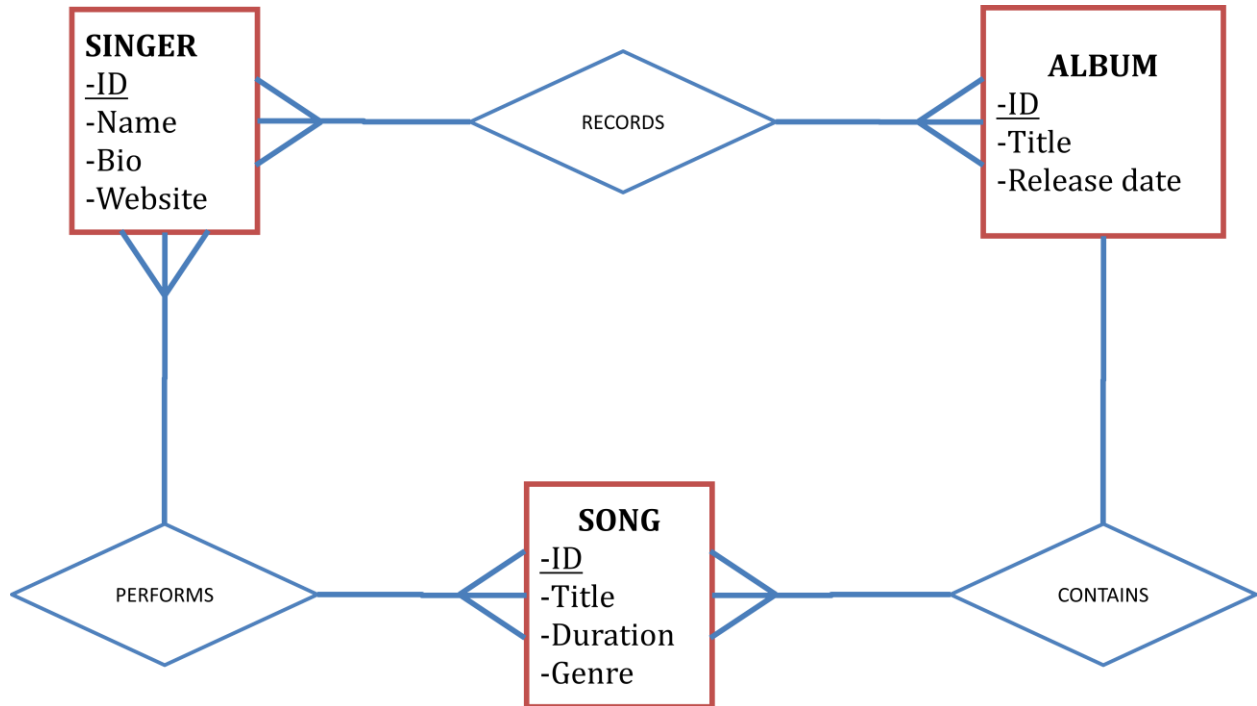 SINGER
-ID
-Name
-Bio
-Website
RECORDS
ALBUM
-ID
-Title
-Release date
PERFORMS
SONG
-ID
-Title
-Duration
-Genre
CONTAINS